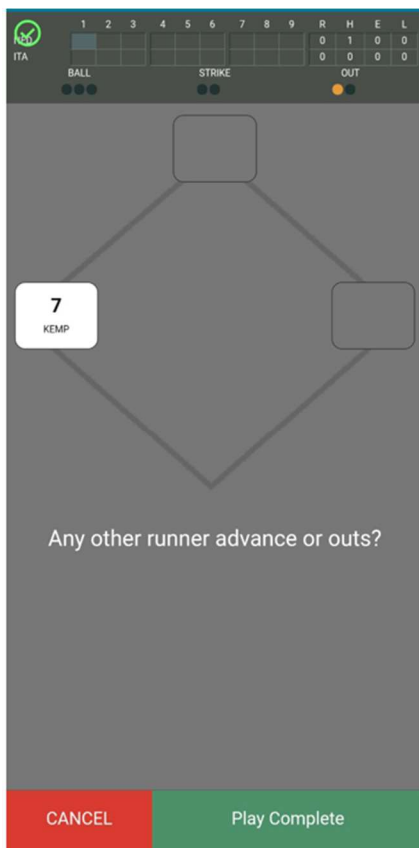 1 2 3 4 5 6 7 8 9 R H E L
0 1 0 0
ITA 0 0 0 0
BALL STRIKE OUT
7
KEMP
Any other runner advance or outs?
CANCEL Play Complete